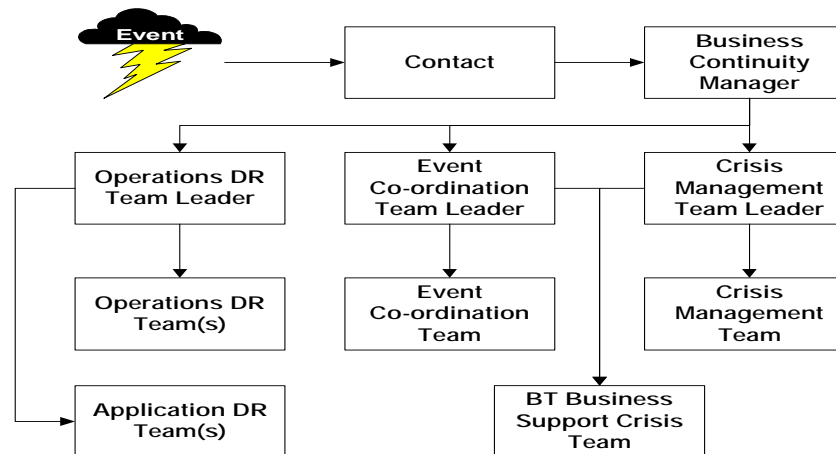 Event
Contact
Business
Continuity
Manager
Operations DR
Team Leader
Event
Co-ordination
Team Leader
Crisis
Management
Team Leader
Operations DR
Team(s)
Event
Co-ordination
Team
Crisis
Management
Team
Application DR
Team(s)
BT Business
Support Crisis
Team